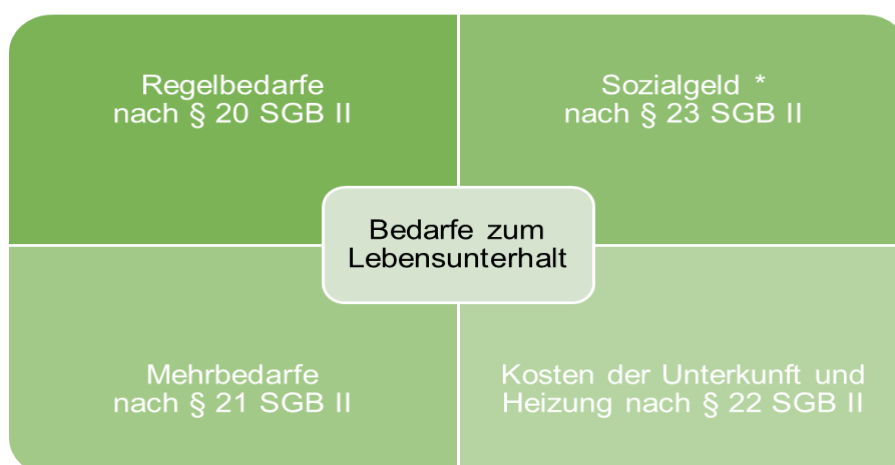 Regelbedarfe
nach § 20 SGB II
Sozialgeld *
nach § 23 SGB II
Bedarfe zum
Lebensunterhalt
Mehrbedarfe
nach § 21 SGB II
Kosten der Unterkunft und
Heizung nach § 22 SGB II